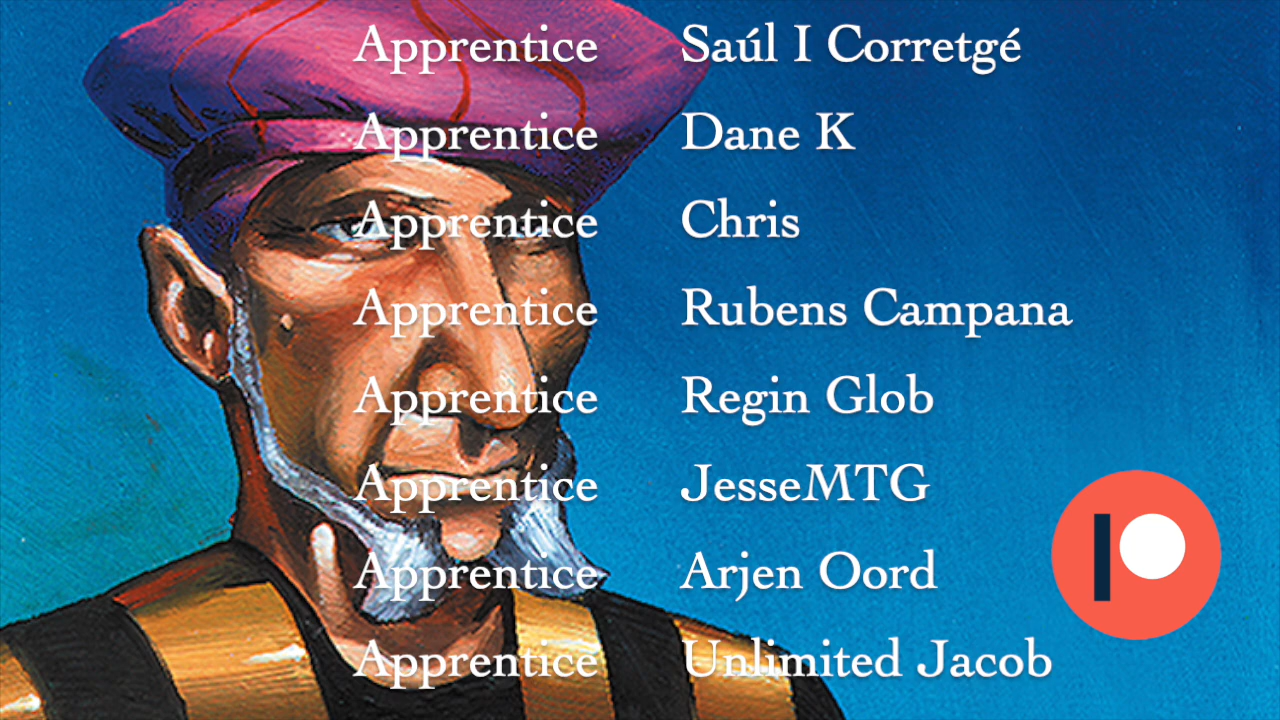 Apprentice Saúl I Corretgé
Apprentice Dane K
Apprentice Chris
Apprentice Rubens Campana
Apprentice Regin Glob
Apprentice JesseMTG
Apprentice Arjen Oord
Apprentice Unlimited Jacob